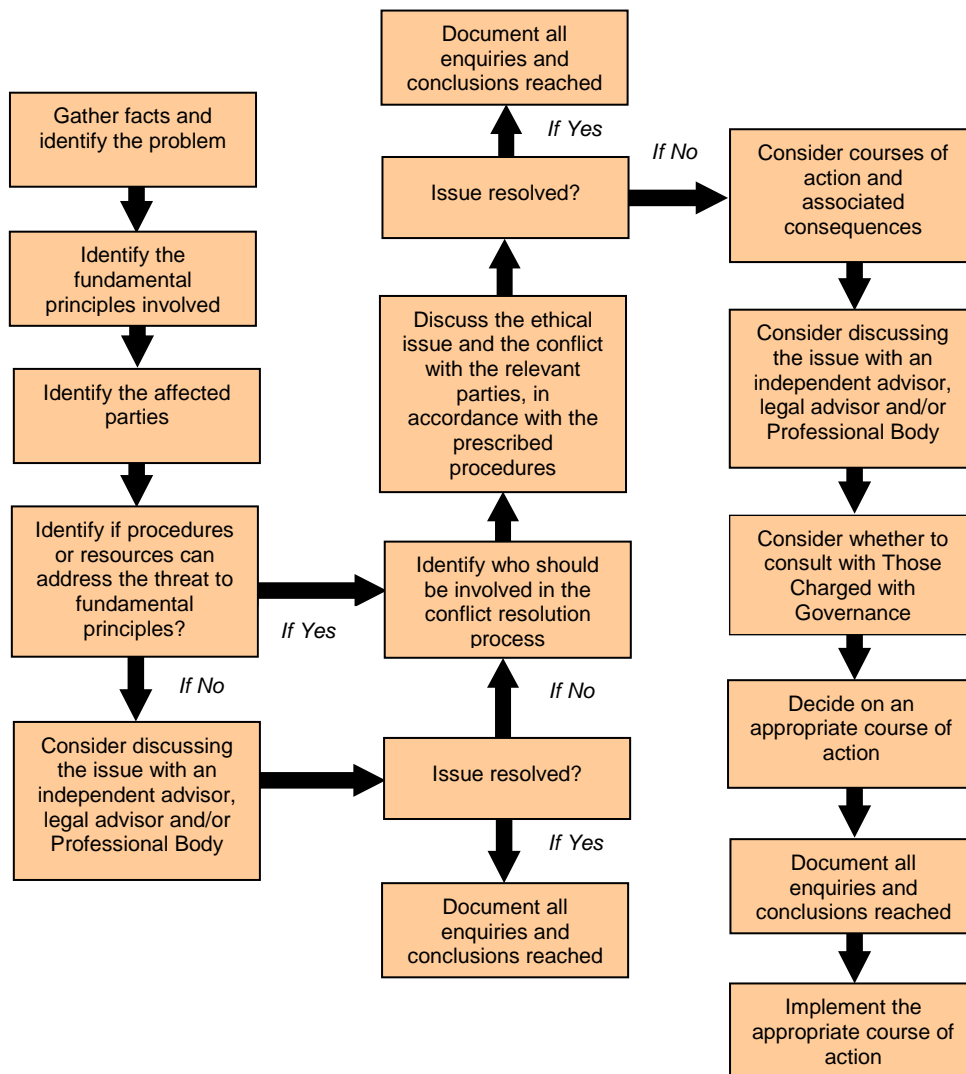 Gather facts and
identify the problem
Identify the
fundamental
principles involved
Identify the affected
parties
Identify if procedures
or resources can
address the threat to
fundamental
principles?
If Yes
If No
Consider discussing
the issue with an
independent advisor,
legal advisor and/or
Professional Body
Document all
enquiries and
conclusions reached
If Yes
Issue resolved?
If No
Discuss the ethical
issue and the conflict
with the relevant
parties, in
accordance with the
prescribed
procedures
Identify who should
be involved in the
conflict resolution
process
If No
Issue resolved?
If Yes
Document all
enquiries and
conclusions reached
Consider courses of
action and
associated
consequences
Consider discussing
the issue with an
independent advisor,
legal advisor and/or
Professional Body
Consider whether to
consult with Those
Charged with
Governance
Decide on an
appropriate course of
action
Document all
enquiries and
conclusions reached
Implement the
appropriate course of
action